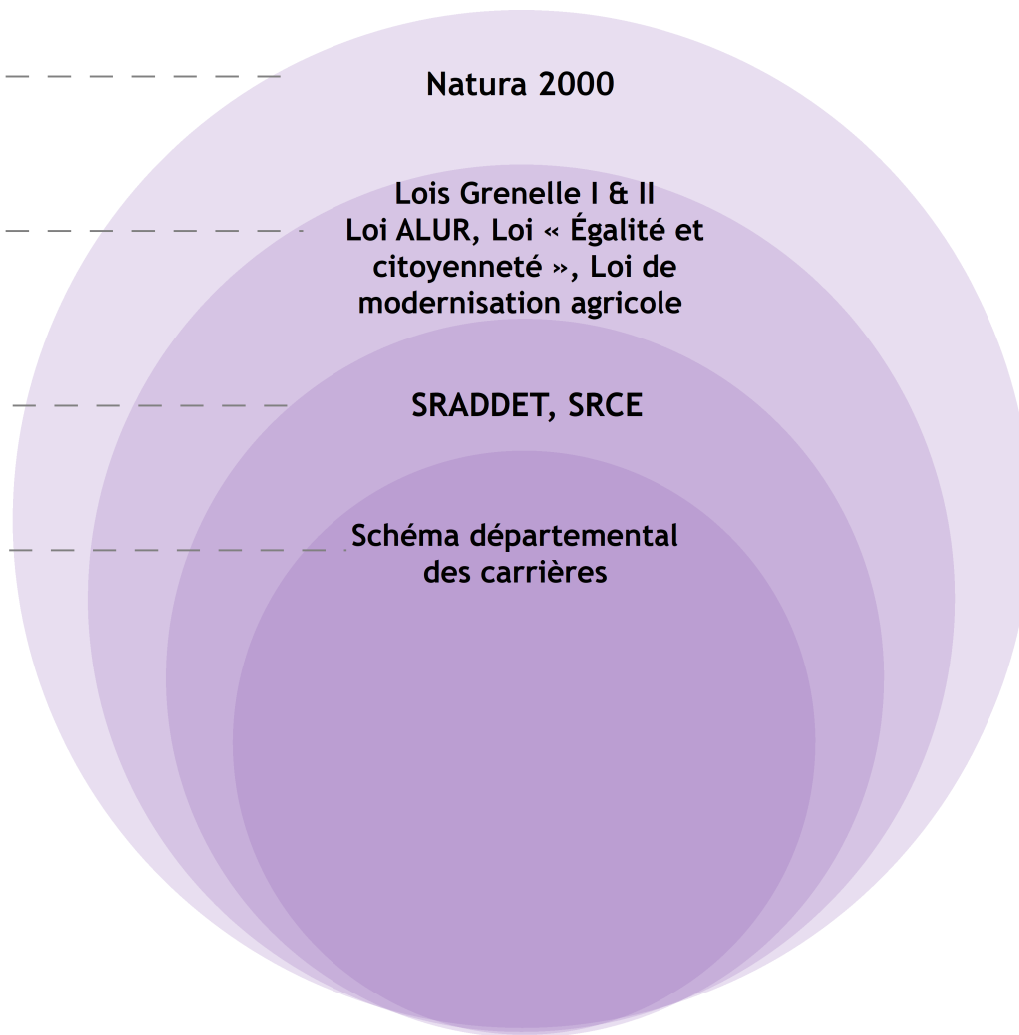 Natura 2000
Lois Grenelle I & II
Loi ALUR, Loi « Égalité et
citoyenneté », Loi de
modernisation agricole
SRADDET, SRCE
Schéma départemental
des carrières